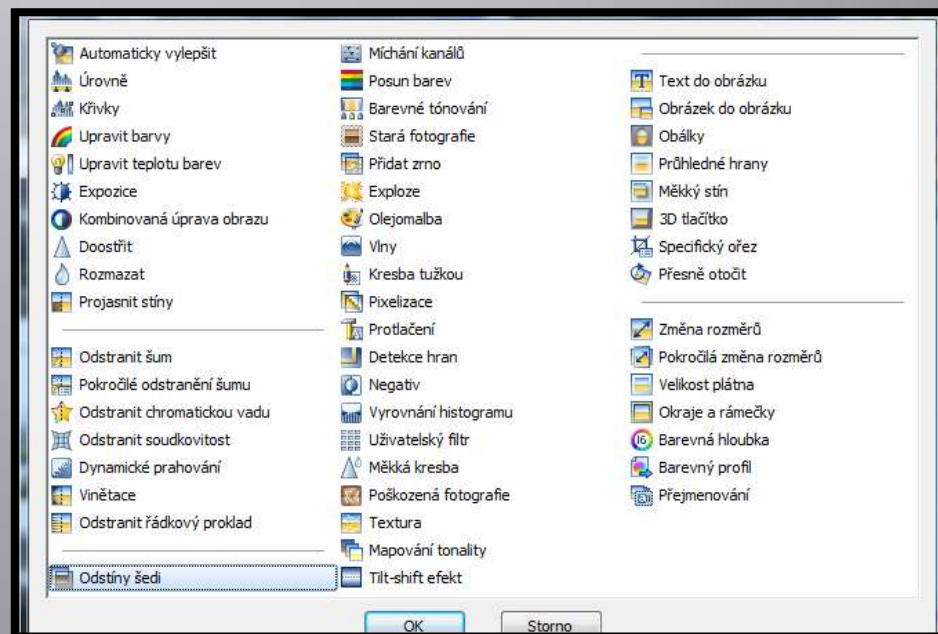 Automaticky vylepšit
Úrovně
Křivky
Upravit barvy
Upravit teplotu barev
Expozice
Kombinovaná úprava obrazu
Doostřit
Rozmazat
Projasnit stíny
Odstranit šum
Pokročilé odstranění šumu
Odstranit chromatickou vadu
Odstranit soudkovitost
Dynamické prahování
Vinětace
Odstranit řádkový proklad
Odstíny šedi
Míchání kanálů
Posun barev
Barevné tónování
Stará fotografie
Přidat zrno
Exploze
Olejomalba
Vlny
Kresba tužkou
Pixelizace
Protlačení
Detekce hran
Negativ
Vyrovnání histogramu
Uživatelský filtr
Měkká kresba
Poškozená fotografie
Textura
Mapování tonality
Tilt-shift efekt
Text do obrázku
Obrázek do obrázku
Obálky
Průhledné hrany
Měkký stín
3D tlačítko
Specifický ořez
Přesně otočit
Změna rozměrů
Pokročilá změna rozměrů
Velikost plátna
Okraje a rámečky
16 Barevná hloubka
Barevný profil
Přejmenování
OK
Storno